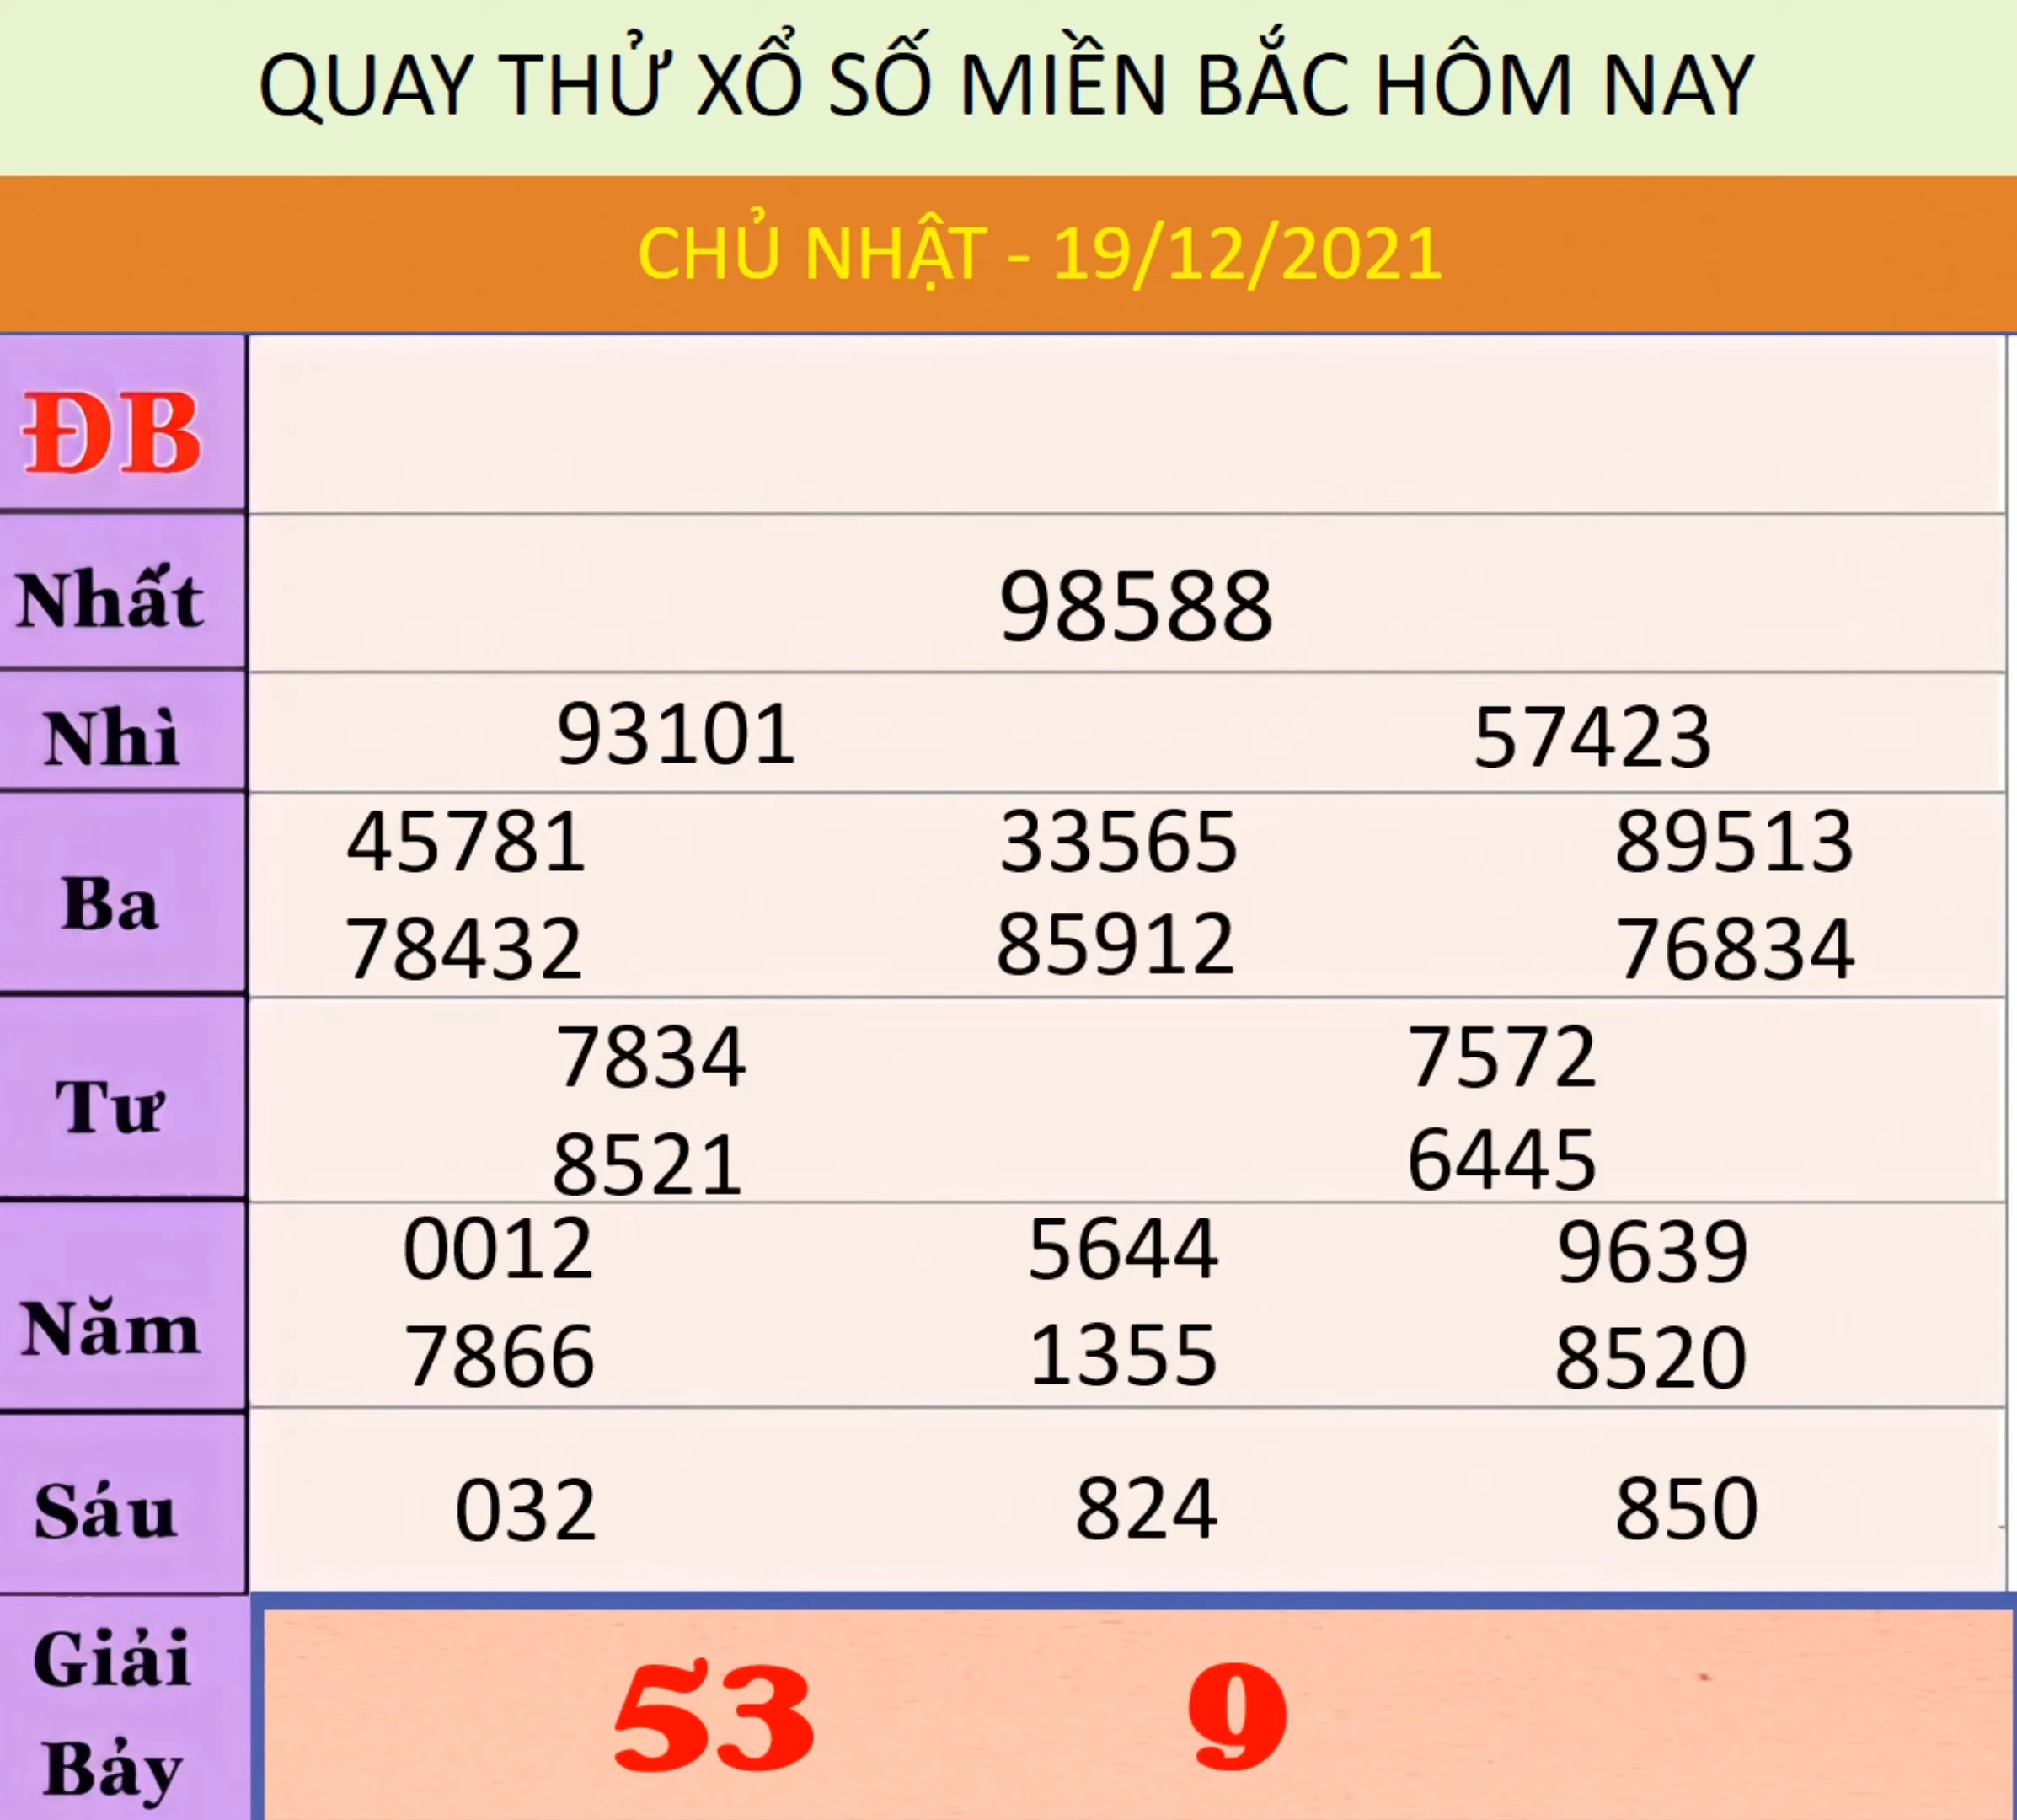 QUAY THỬ XỔ SỐ MIỀN BẮC HÔM NAY
CHỦ NHẬT - 19/12/2021
ĐB
Nhất 98588
Nhì 93101 57423
Ba
45781 33565 89513
78432 85912 76834
Tư
7834 7572
8521 6445
Năm
0012 5644 9639
7866 1355 8520
Sáu 032 824 850
Giải
Bảy
53 9